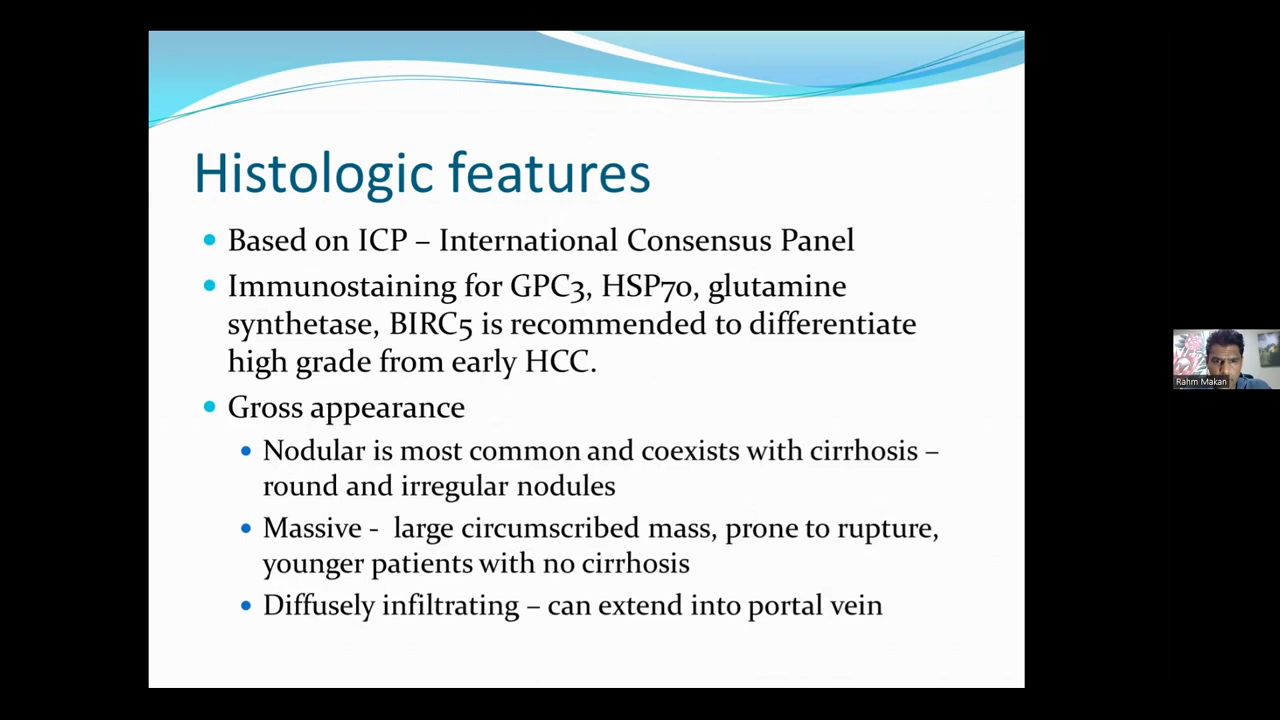 Histologic features
Based on ICP – International Consensus Panel
Immunostaining for GPC3, HSP70, glutamine
synthetase, BIRC5 is recommended to differentiate
high grade from early HCC.
Gross appearance
Nodular is most common and coexists with cirrhosis –
round and irregular nodules
Massive - large circumscribed mass, prone to rupture,
younger patients with no cirrhosis
Diffusely infiltrating – can extend into portal vein
Rahm Makan